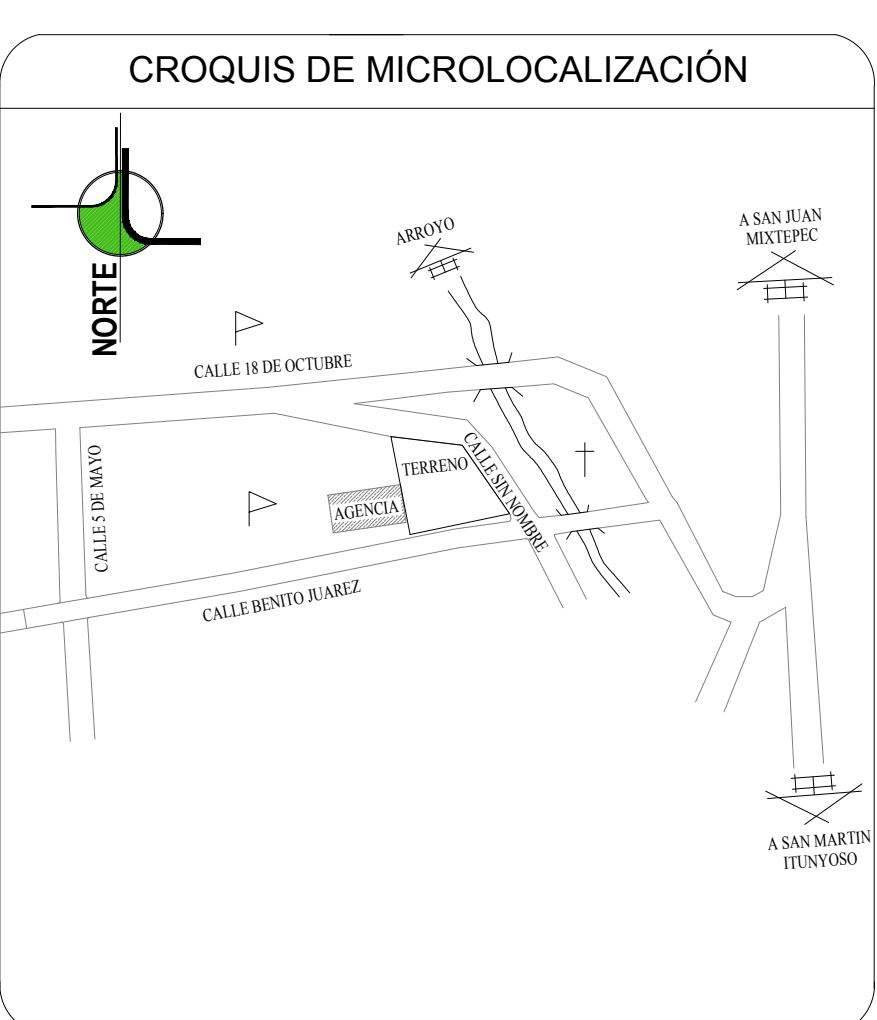 CROQUIS DE MICROLOCALIZACIÓN
NORTE
ARROYO
A SAN JUAN
MIXTEPEC
CALLE 18 DE OCTUBRE
CALLE 5 DE MAYO
TERRENO
CALLE SIN NOMBRE
AGENCIA
CALLE BENITO JUAREZ
A SAN MARTIN
ITUNYOSO